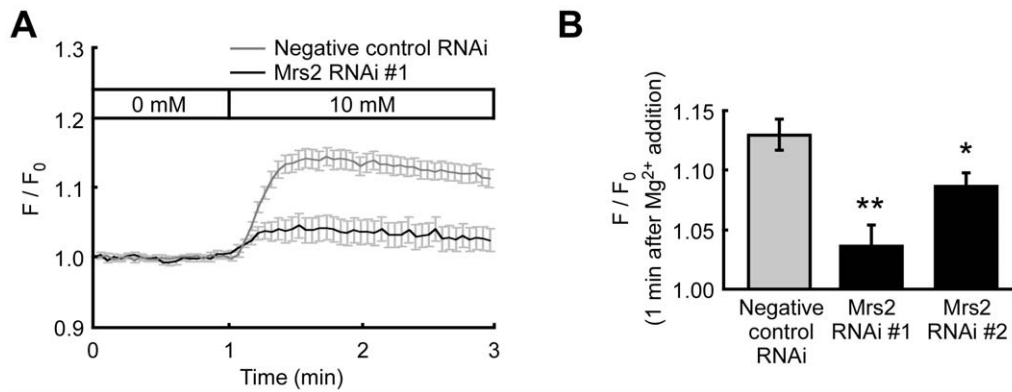 A
Negative control RNAi
Mrs2 RNAi #1
0 mM
10 mM
1.3
1.2
1.1
1.0
0.9
F / F₀
0
1
2
3
Time (min)
B
F / F₀
(1 min after Mg²⁺ addition)
1.15
1.10
1.05
1.00
**
*
Negative
control
RNAi
Mrs2
RNAi #1
Mrs2
RNAi #2